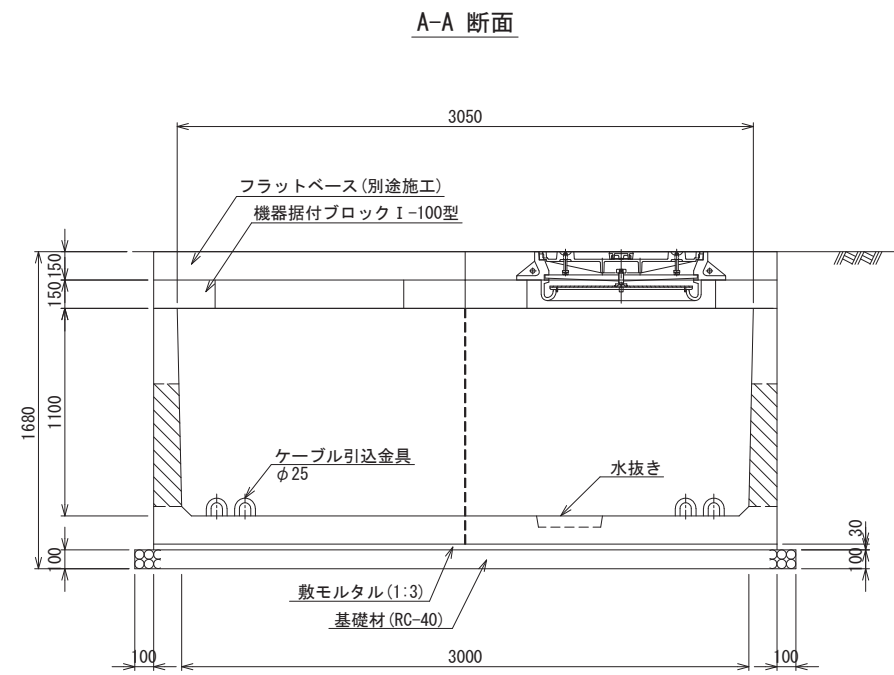 A-A 断面
3050
フラットベース(別途施工)
機器据付ブロックⅠ-100型
150
150
1100
1680
ケーブル引込金具
φ25
水抜き
30
100
100
敷モルタル(1:3)
基礎材(RC-40)
100
3000
100